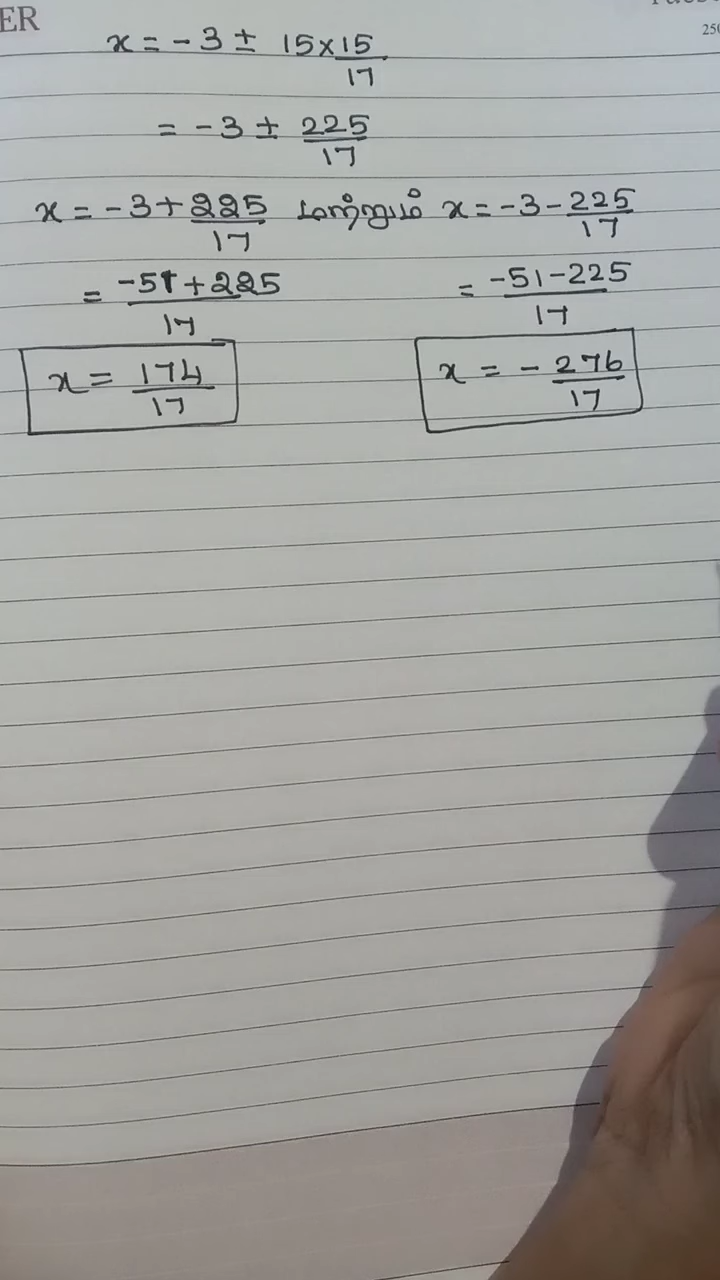 ER
250
x = -3 ± 15×15/17
= -3 ± 225/17
x = -3 + 225/17 மற்றும் x = -3 - 225/17
= -51+225/17 = -51-225/17
x = 174/17 x = - 276/17